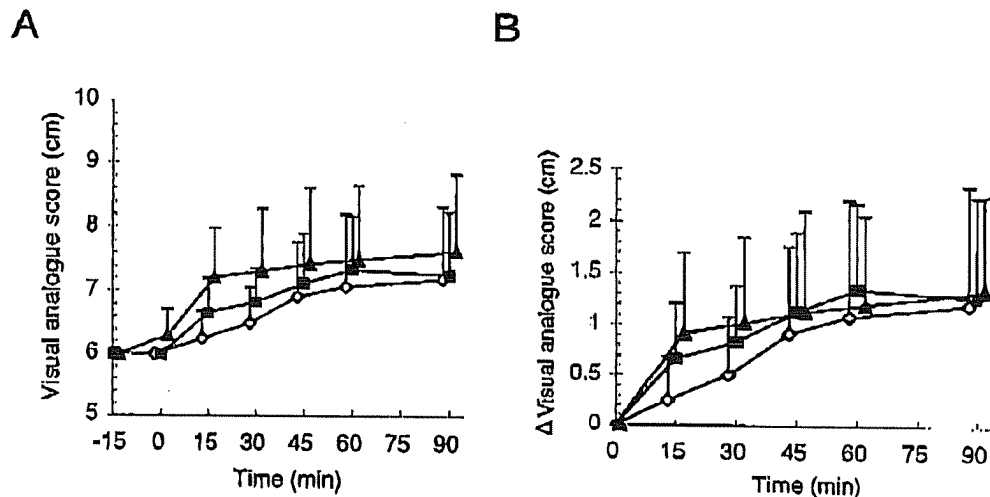 A
Visual analogue score (cm)
10
9
8
7
6
5
-15 0 15 30 45 60 75 90
Time (min)
B
Δ Visual analogue score (cm)
2.5
2
1.5
1
0.5
0
0 15 30 45 60 75 90
Time (min)